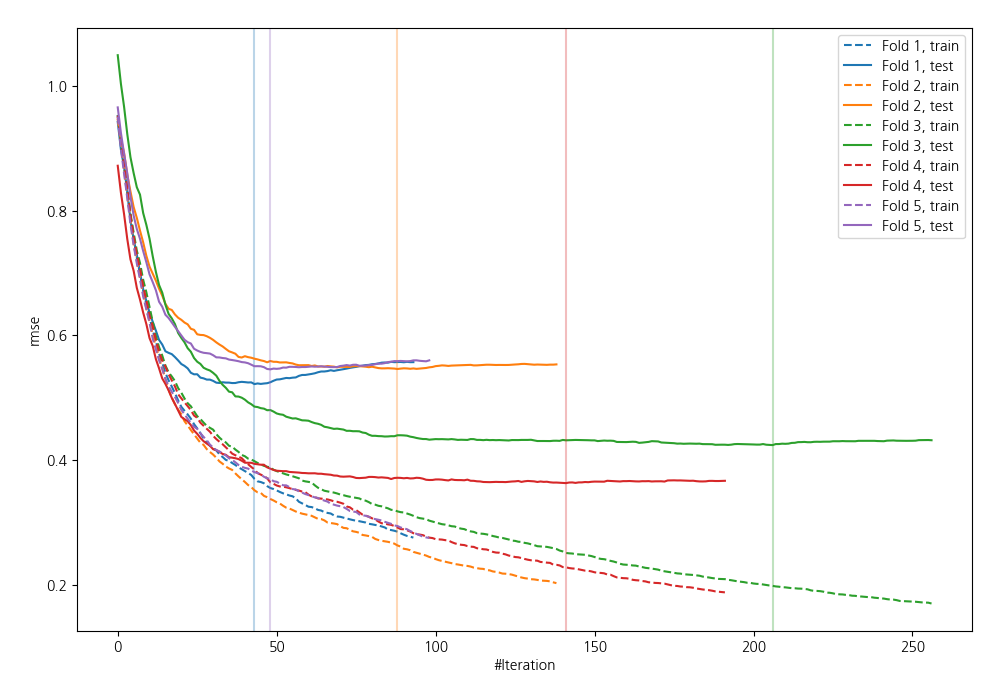 1.0
0.8
0.6
0.4
0.2
rmse
0
50
100
150
200
250
#Iteration
Fold 1, train
Fold 1, test
Fold 2, train
Fold 2, test
Fold 3, train
Fold 3, test
Fold 4, train
Fold 4, test
Fold 5, train
Fold 5, test